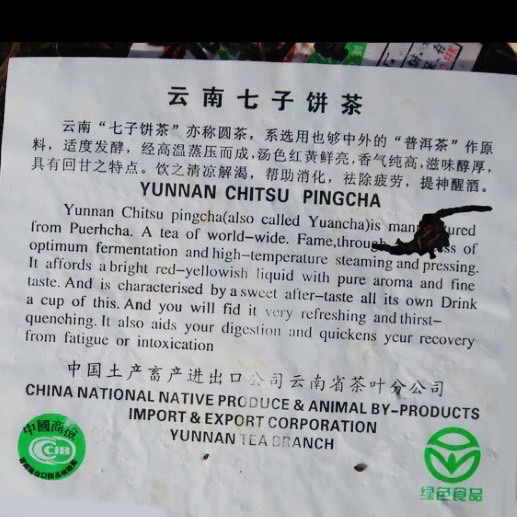 云南七子饼茶
云南“七子饼茶”亦称圆茶，系选用也够中外的“普洱茶”作原
料，适度发酵，经高温蒸压而成，汤色红黄鲜亮，香气纯高，滋味醇厚，
具有回甘之特点。饮之清凉解渴，帮助消化，祛除疲劳，提神醒酒。
YUNNAN CHITSU PINGCHA
Yunnan Chitsu pingcha(also called Yuancha)is
from Puerhcha. A tea of world-wide. Fame, of
optimum fermentation and high-temperature steaming and pressing.
It affords a bright red-yellowish liquid with pure aroma and fine
taste. And is characterised by a sweet after-taste all its own Drink
a cup of this. And you will fid it very refreshing and thirst-
quenching. It also aids your digestion and quickens your recovery
from fatigue or intoxication
中国土产畜产进出口公司云南省茶叶分公司
CHINA NATIONAL NATIVE PRODUCE & ANIMAL BY-PRODUCTS
IMPORT & EXPORT CORPORATION
YUNNAN TEA BRANCH
中國商檢
CIB
绿色食品